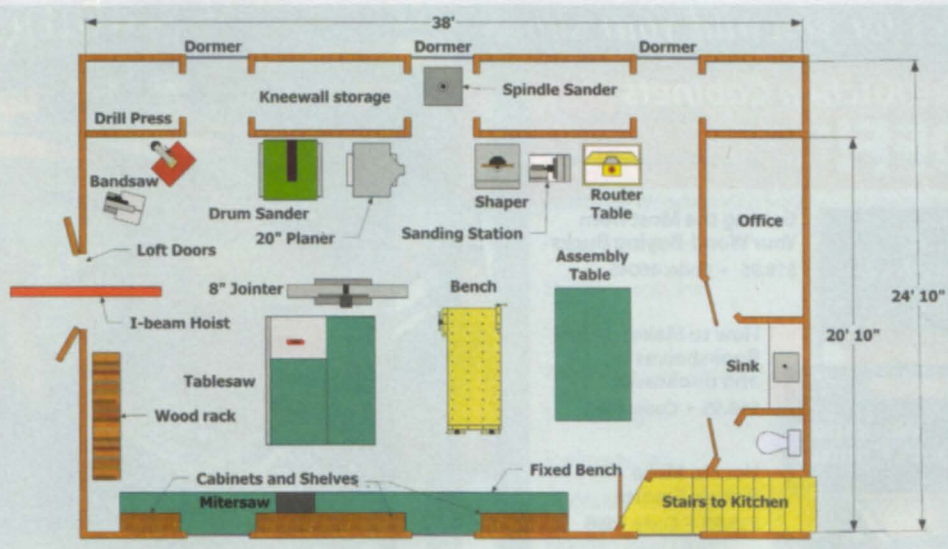 38'
Dormer
Dormer
Dormer
Kneewall storage
Spindle Sander
Drill Press
Bandsaw
Drum Sander
20" Planer
Shaper
Sanding Station
Router
Table
Office
Loft Doors
8" Jointer
Bench
Assembly
Table
24' 10"
20' 10"
I-beam Hoist
Tablesaw
Sink
Wood rack
Cabinets and Shelves
Fixed Bench
Mitersaw
Stairs to Kitchen